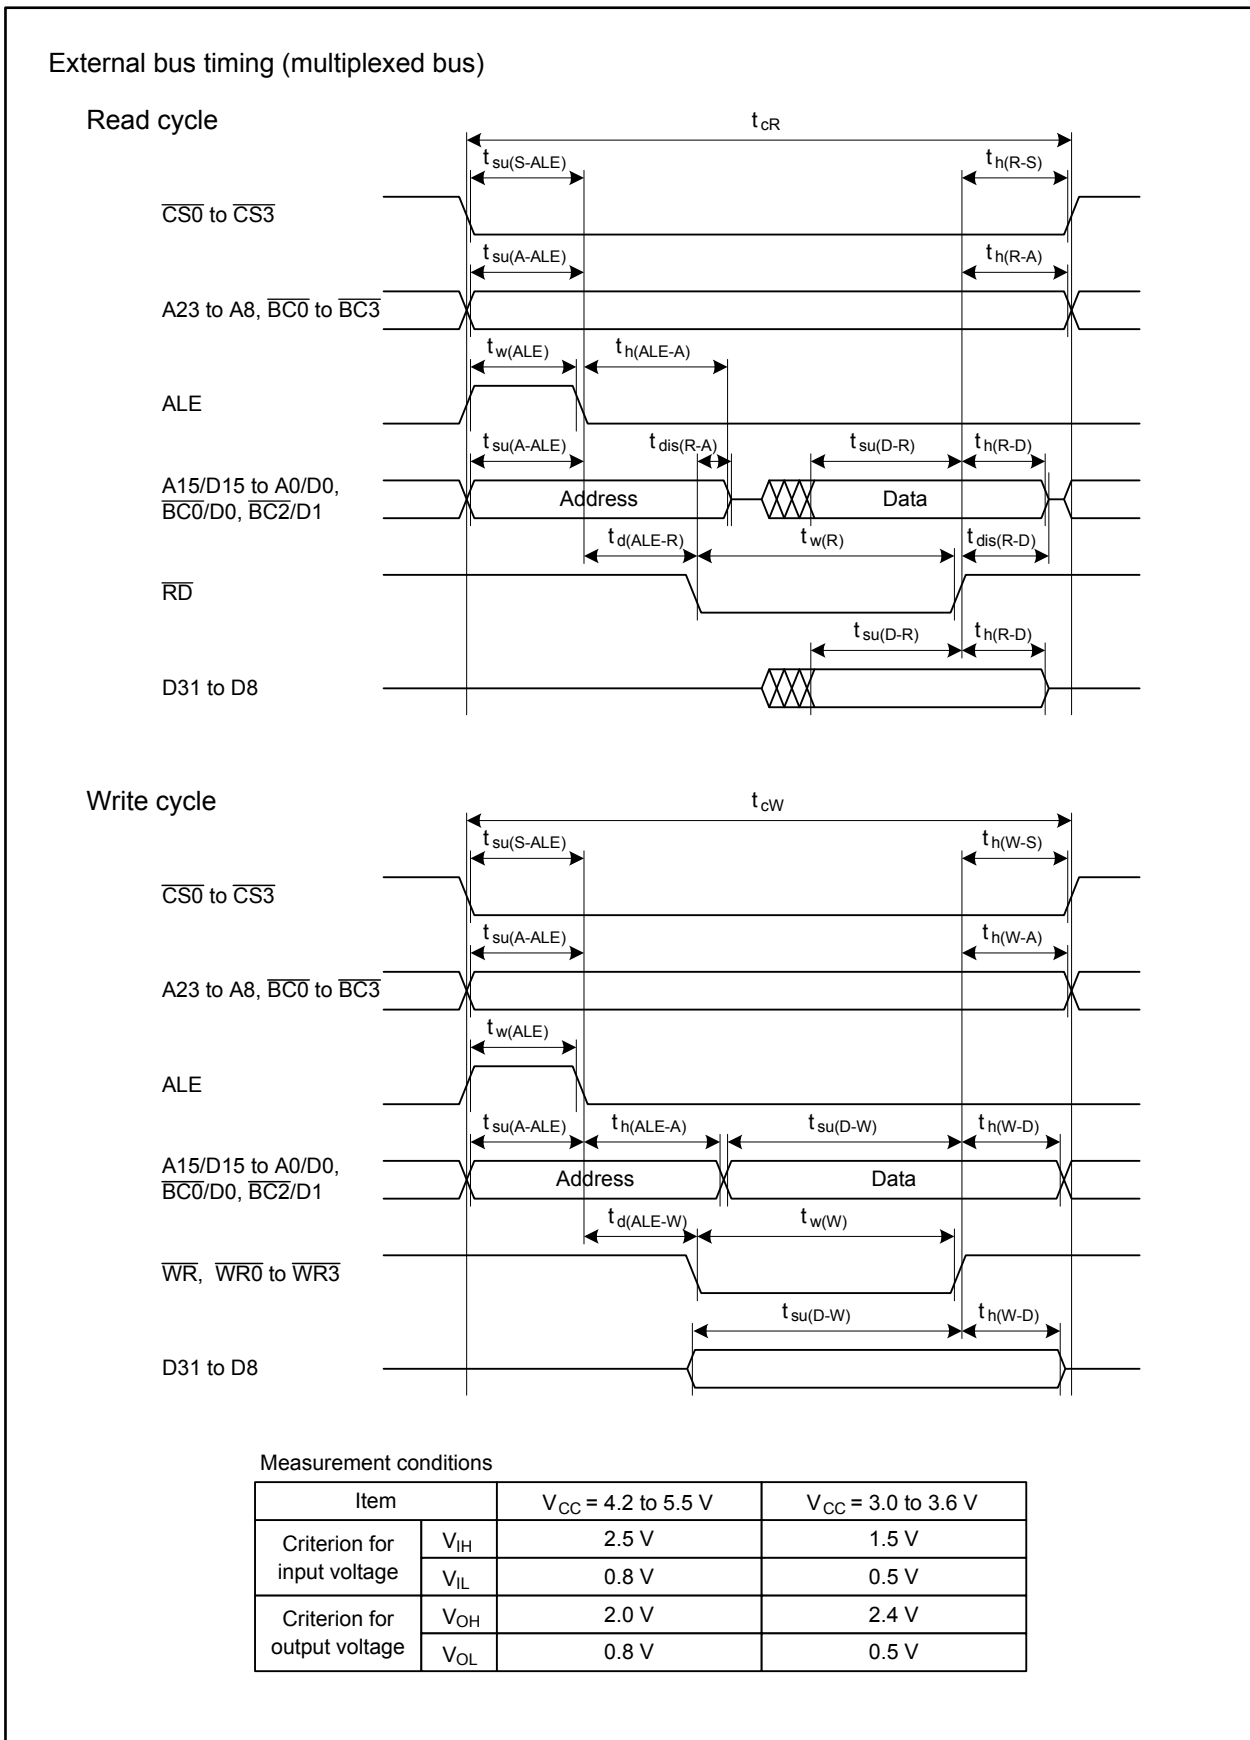 External bus timing (multiplexed bus)
Read cycle
tcR
tsu(S-ALE) th(R-S)
CS0 to CS3
tsu(A-ALE) th(R-A)
A23 to A8, BC0 to BC3
tw(ALE) th(ALE-A)
ALE
tsu(A-ALE) tdis(R-A) tsu(D-R) th(R-D)
A15/D15 to A0/D0,
BC0/D0, BC2/D1
Address Data
td(ALE-R) tw(R) tdis(R-D)
RD
tsu(D-R) th(R-D)
D31 to D8
Write cycle
tcW
tsu(S-ALE) th(W-S)
CS0 to CS3
tsu(A-ALE) th(W-A)
A23 to A8, BC0 to BC3
tw(ALE)
ALE
tsu(A-ALE) th(ALE-A) tsu(D-W) th(W-D)
A15/D15 to A0/D0,
BC0/D0, BC2/D1
Address Data
td(ALE-W) tw(W)
WR, WR0 to WR3
tsu(D-W) th(W-D)
D31 to D8
Measurement conditions
Item VCC = 4.2 to 5.5 V VCC = 3.0 to 3.6 V
Criterion for input voltage VIH 2.5 V 1.5 V
VIL 0.8 V 0.5 V
Criterion for output voltage VOH 2.0 V 2.4 V
VOL 0.8 V 0.5 V